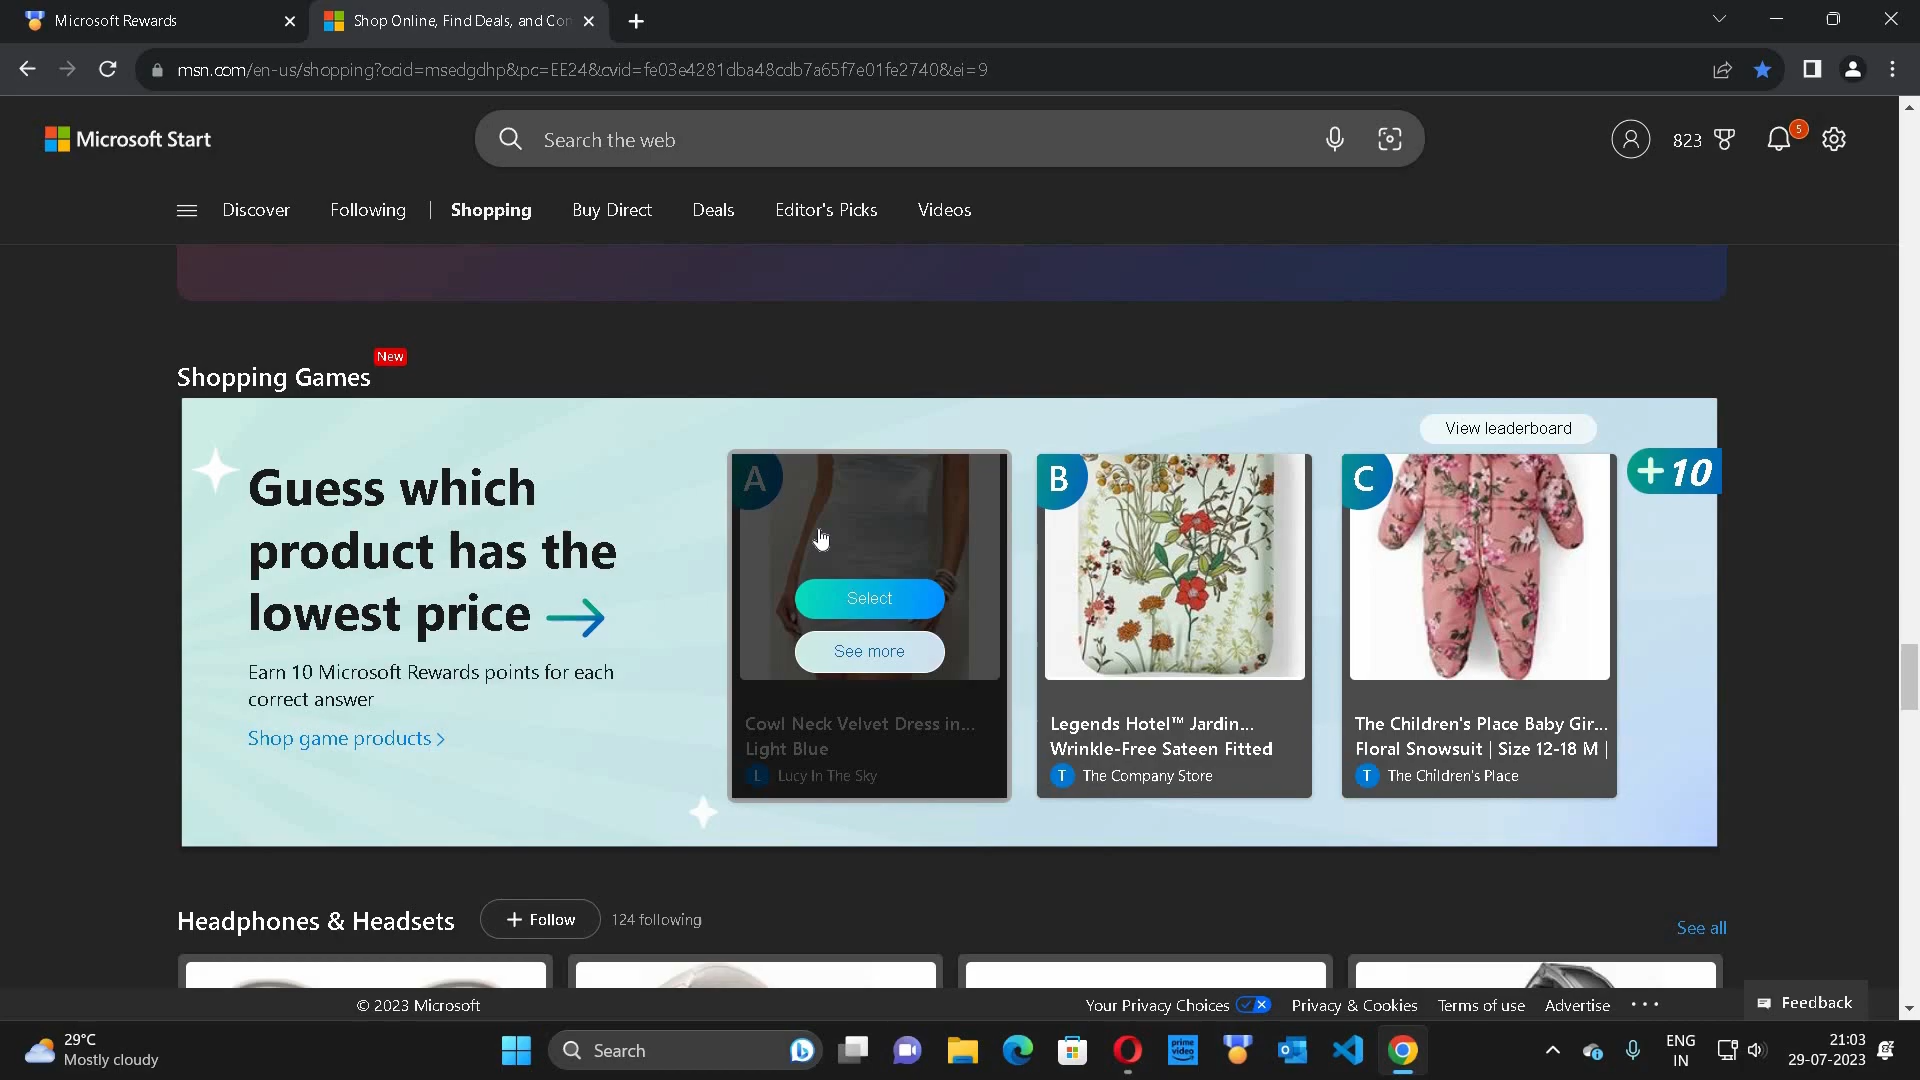 Microsoft Rewards
Shop Online, Find Deals, and Con
msn.com/en-us/shopping?ocid=msedgdhp&pc=EE24&cvid=fe03e4281dba48cdb7a65f7e01fe2740&ei=9
Microsoft Start
Search the web
823
5
Discover
Following
Shopping
Buy Direct
Deals
Editor's Picks
Videos
New
Shopping Games
View leaderboard
Guess which
product has the
lowest price
Earn 10 Microsoft Rewards points for each
correct answer
Shop game products >
A
Select
See more
Cowl Neck Velvet Dress in...
Light Blue
L Lucy In The Sky
B
Legends Hotel™ Jardin...
Wrinkle-Free Sateen Fitted
T The Company Store
C
The Children's Place Baby Gir...
Floral Snowsuit | Size 12-18 M |
T The Children's Place
+10
Headphones & Headsets
+ Follow
124 following
See all
© 2023 Microsoft
Your Privacy Choices
Privacy & Cookies
Terms of use
Advertise
...
Feedback
29°C
Mostly cloudy
Search
prime
video
ENG
IN
21:03
29-07-2023